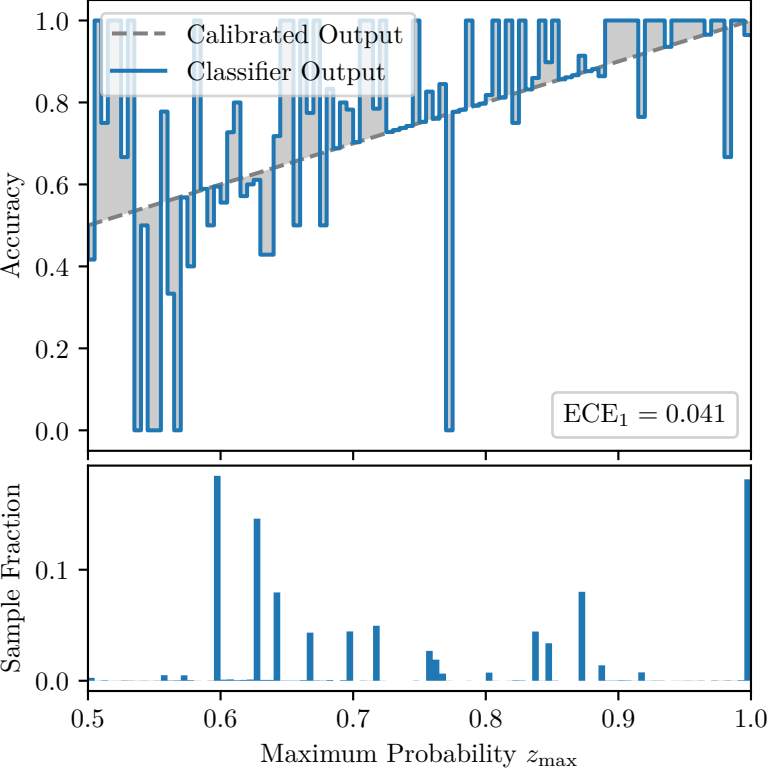 Calibrated Output
Classifier Output
1.0
0.8
0.6
0.4
0.2
0.0
Accuracy
ECE₁ = 0.041
0.1
0.0
Sample Fraction
0.5 0.6 0.7 0.8 0.9 1.0
Maximum Probability z_max